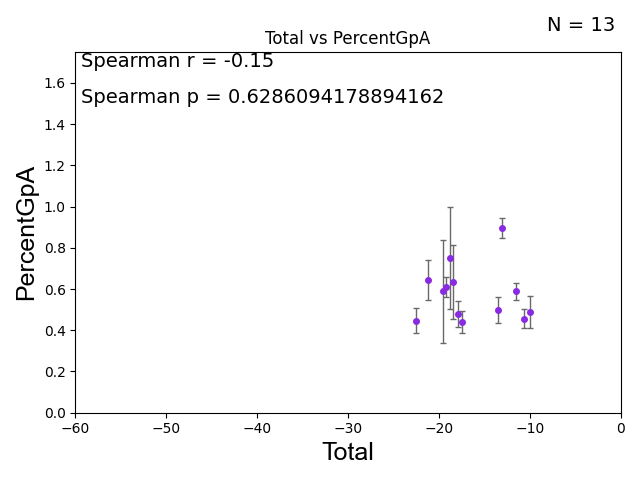 N = 13
Total vs PercentGpA
Spearman r = -0.15
Spearman p = 0.6286094178894162
PercentGpA
1.6
1.4
1.2
1.0
0.8
0.6
0.4
0.2
0.0
−60 −50 −40 −30 −20 −10 0
Total